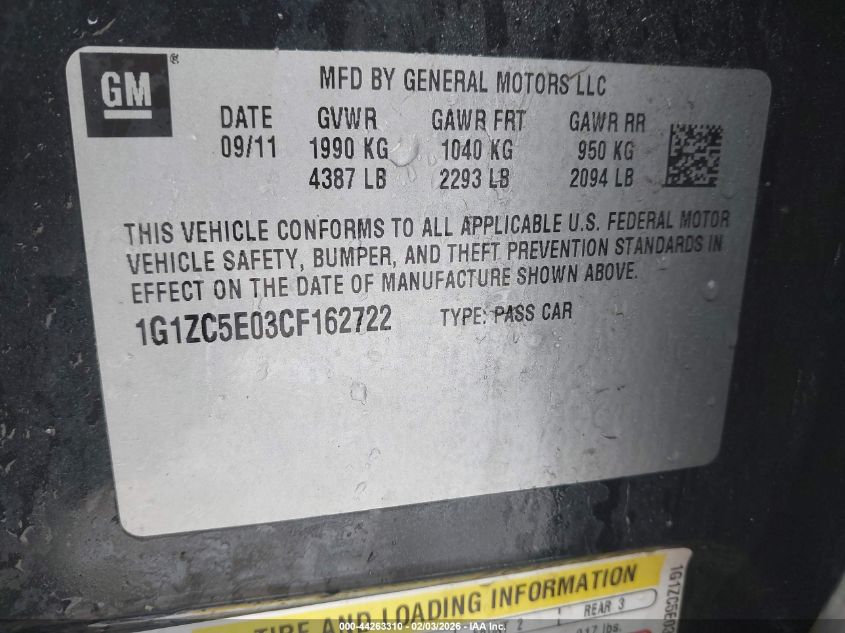 GM®
MFD BY GENERAL MOTORS LLC
DATE GVWR GAWR FRT GAWR RR
09/11 1990 KG 1040 KG 950 KG
4387 LB 2293 LB 2094 LB
THIS VEHICLE CONFORMS TO ALL APPLICABLE U.S. FEDERAL MOTOR
VEHICLE SAFETY, BUMPER, AND THEFT PREVENTION STANDARDS IN
EFFECT ON THE DATE OF MANUFACTURE SHOWN ABOVE.
1G1ZC5E03CF162722 TYPE: PASS CAR
TIRE AND LOADING INFORMATION
2 REAR 3
lbs.
000-44263310 - 02/03/2026 -